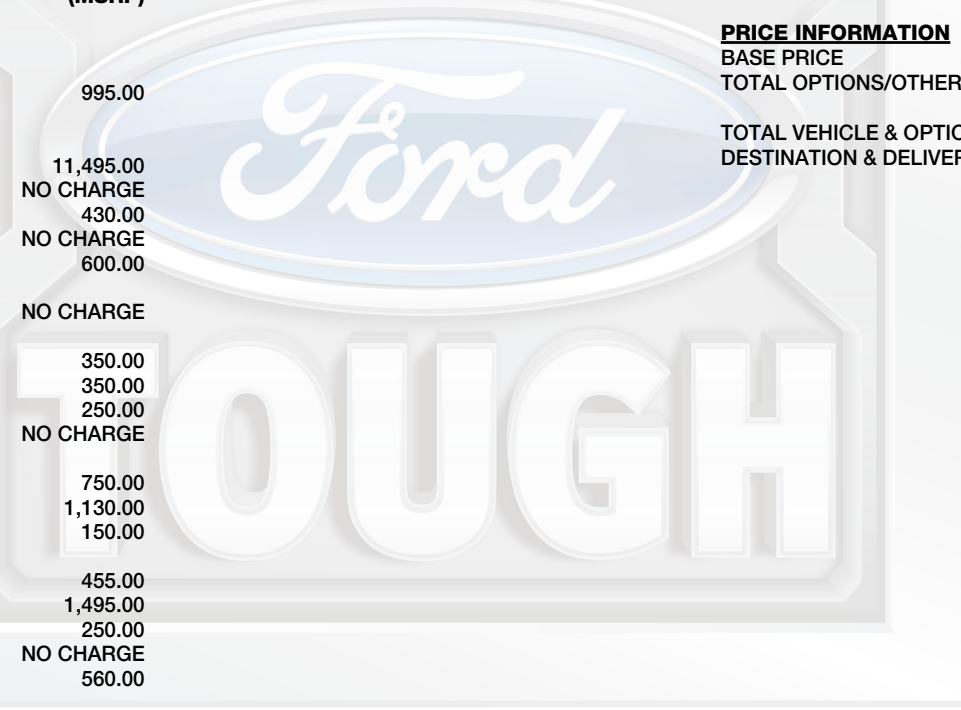 (MSRP)
995.00
11,495.00
NO CHARGE
430.00
NO CHARGE
600.00
NO CHARGE
350.00
350.00
250.00
NO CHARGE
750.00
1,130.00
150.00
455.00
1,495.00
250.00
NO CHARGE
560.00
PRICE INFORMATION
BASE PRICE
TOTAL OPTIONS/OTHER
TOTAL VEHICLE & OPTIO
DESTINATION & DELIVER
Ford
TOUGH